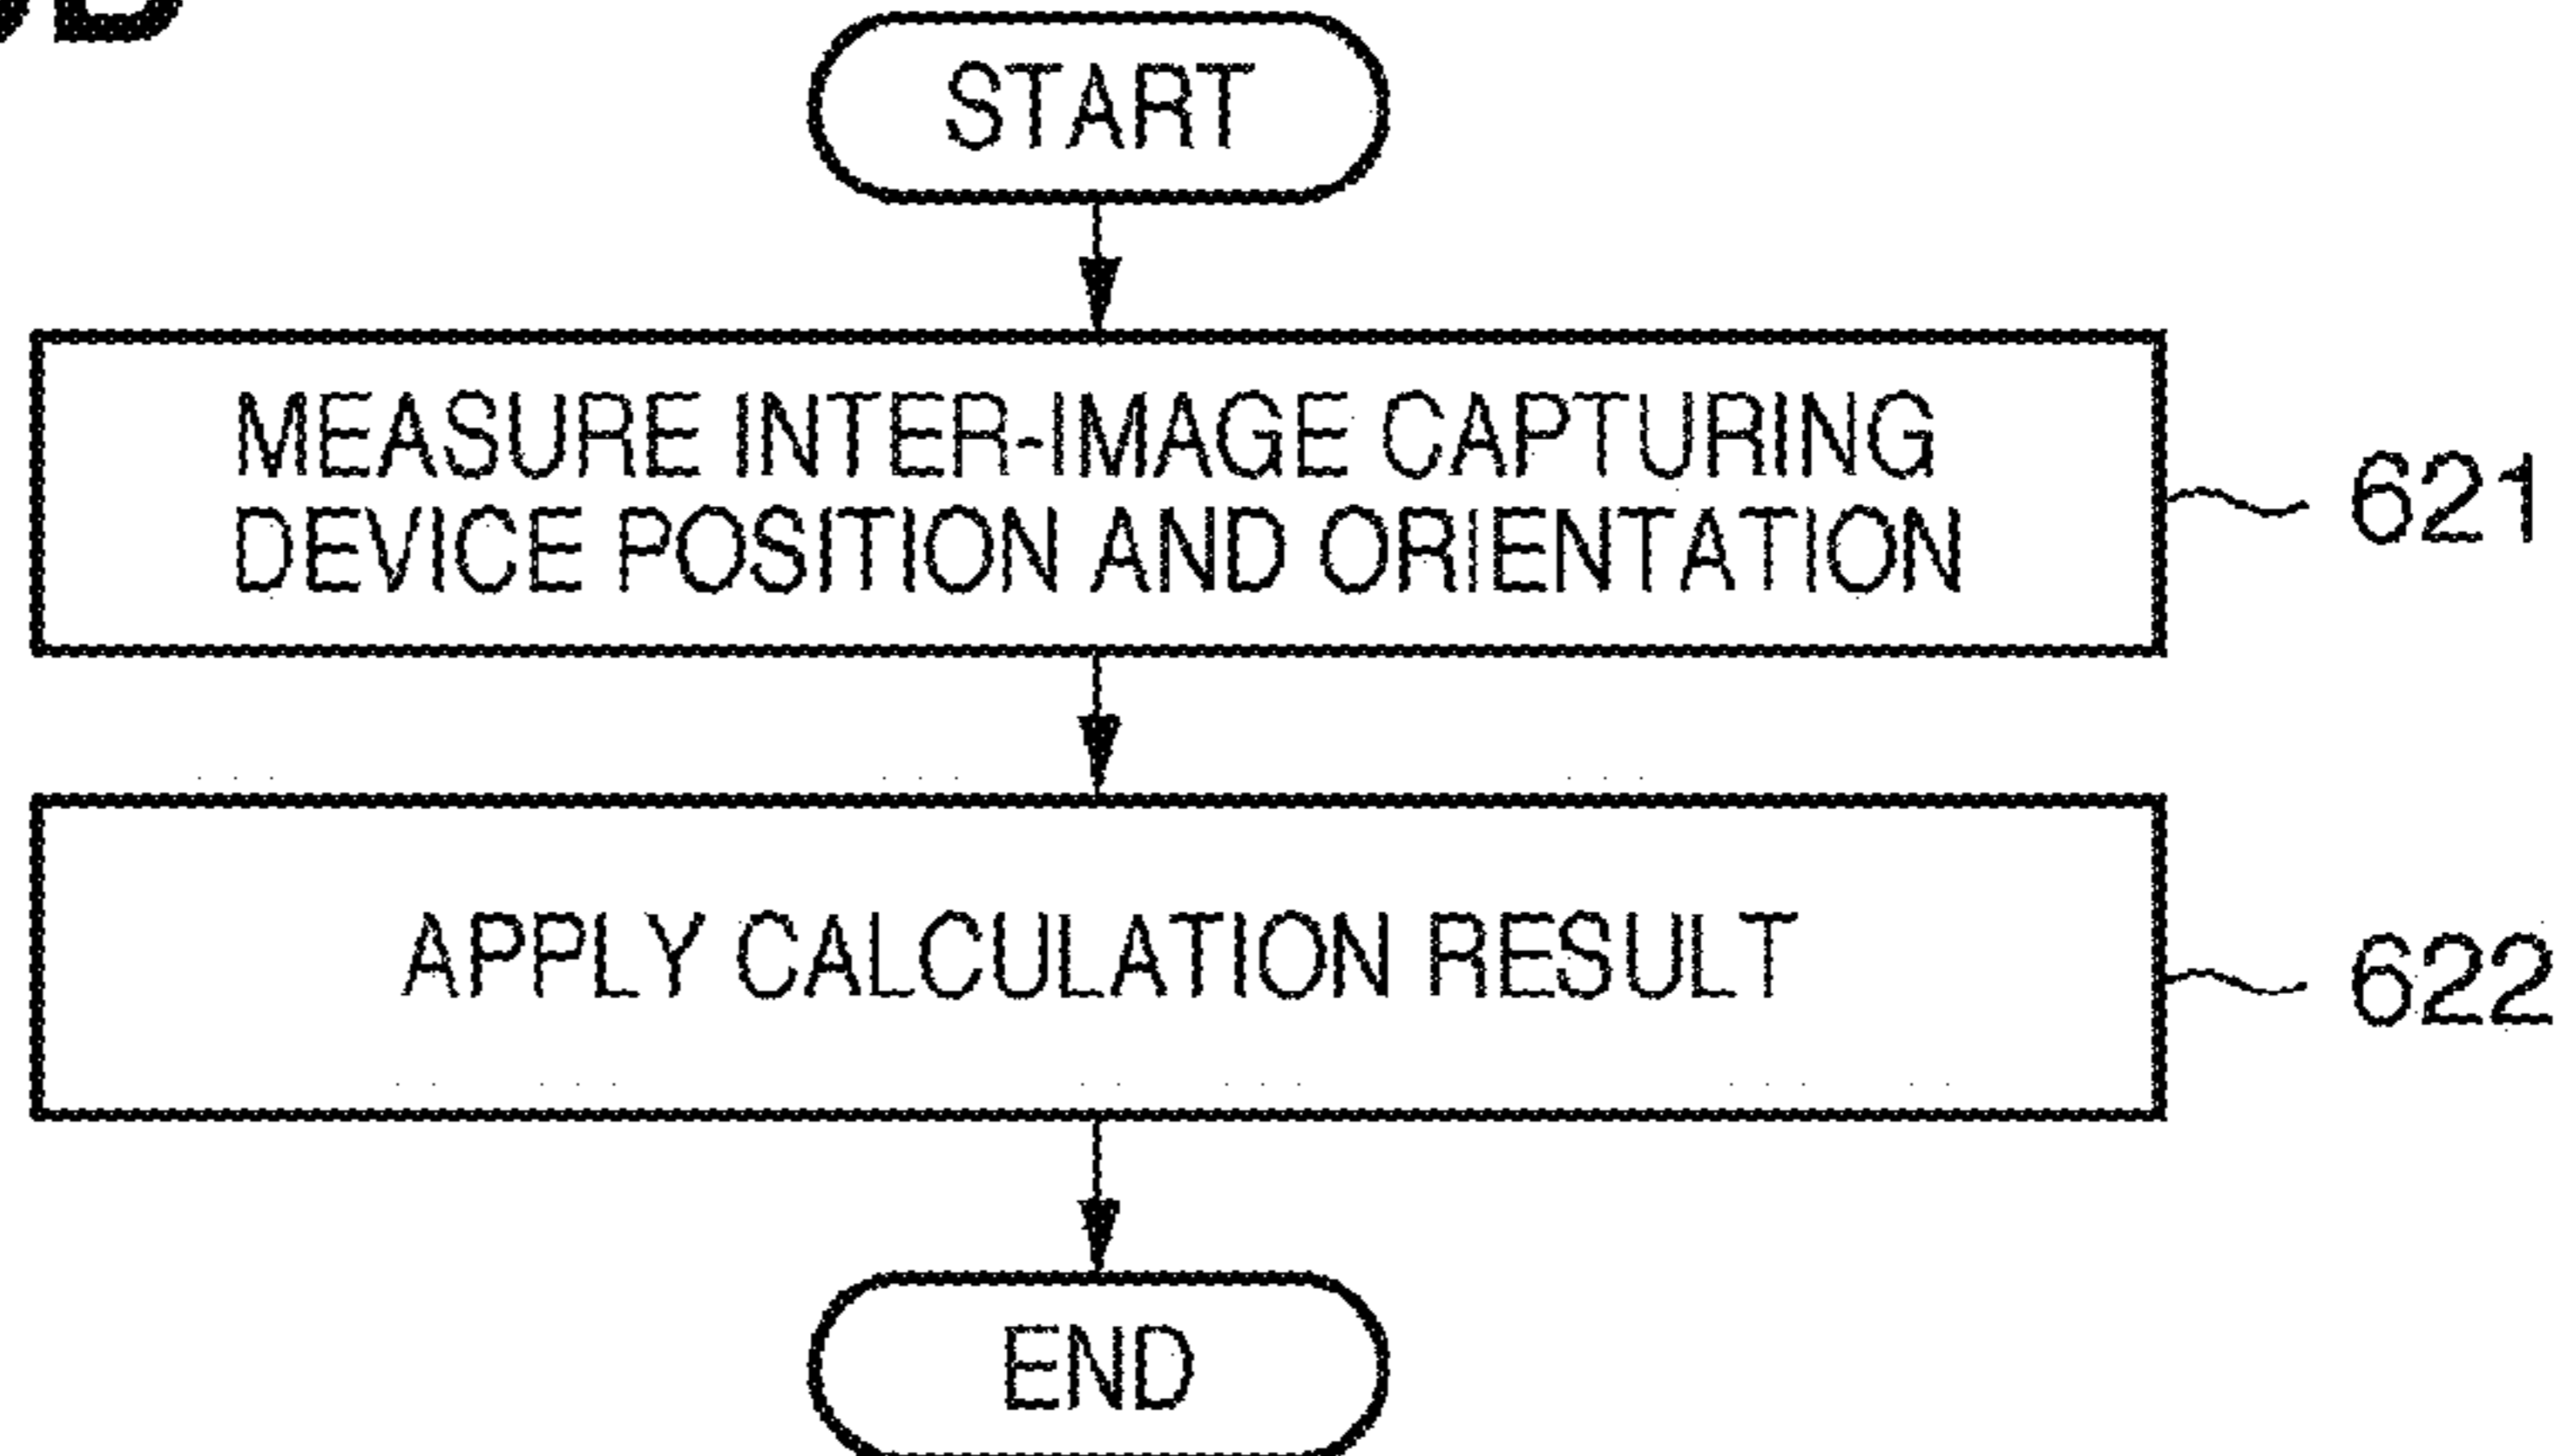 START
MEASURE INTER-IMAGE CAPTURING
DEVICE POSITION AND ORIENTATION
621
APPLY CALCULATION RESULT
622
END